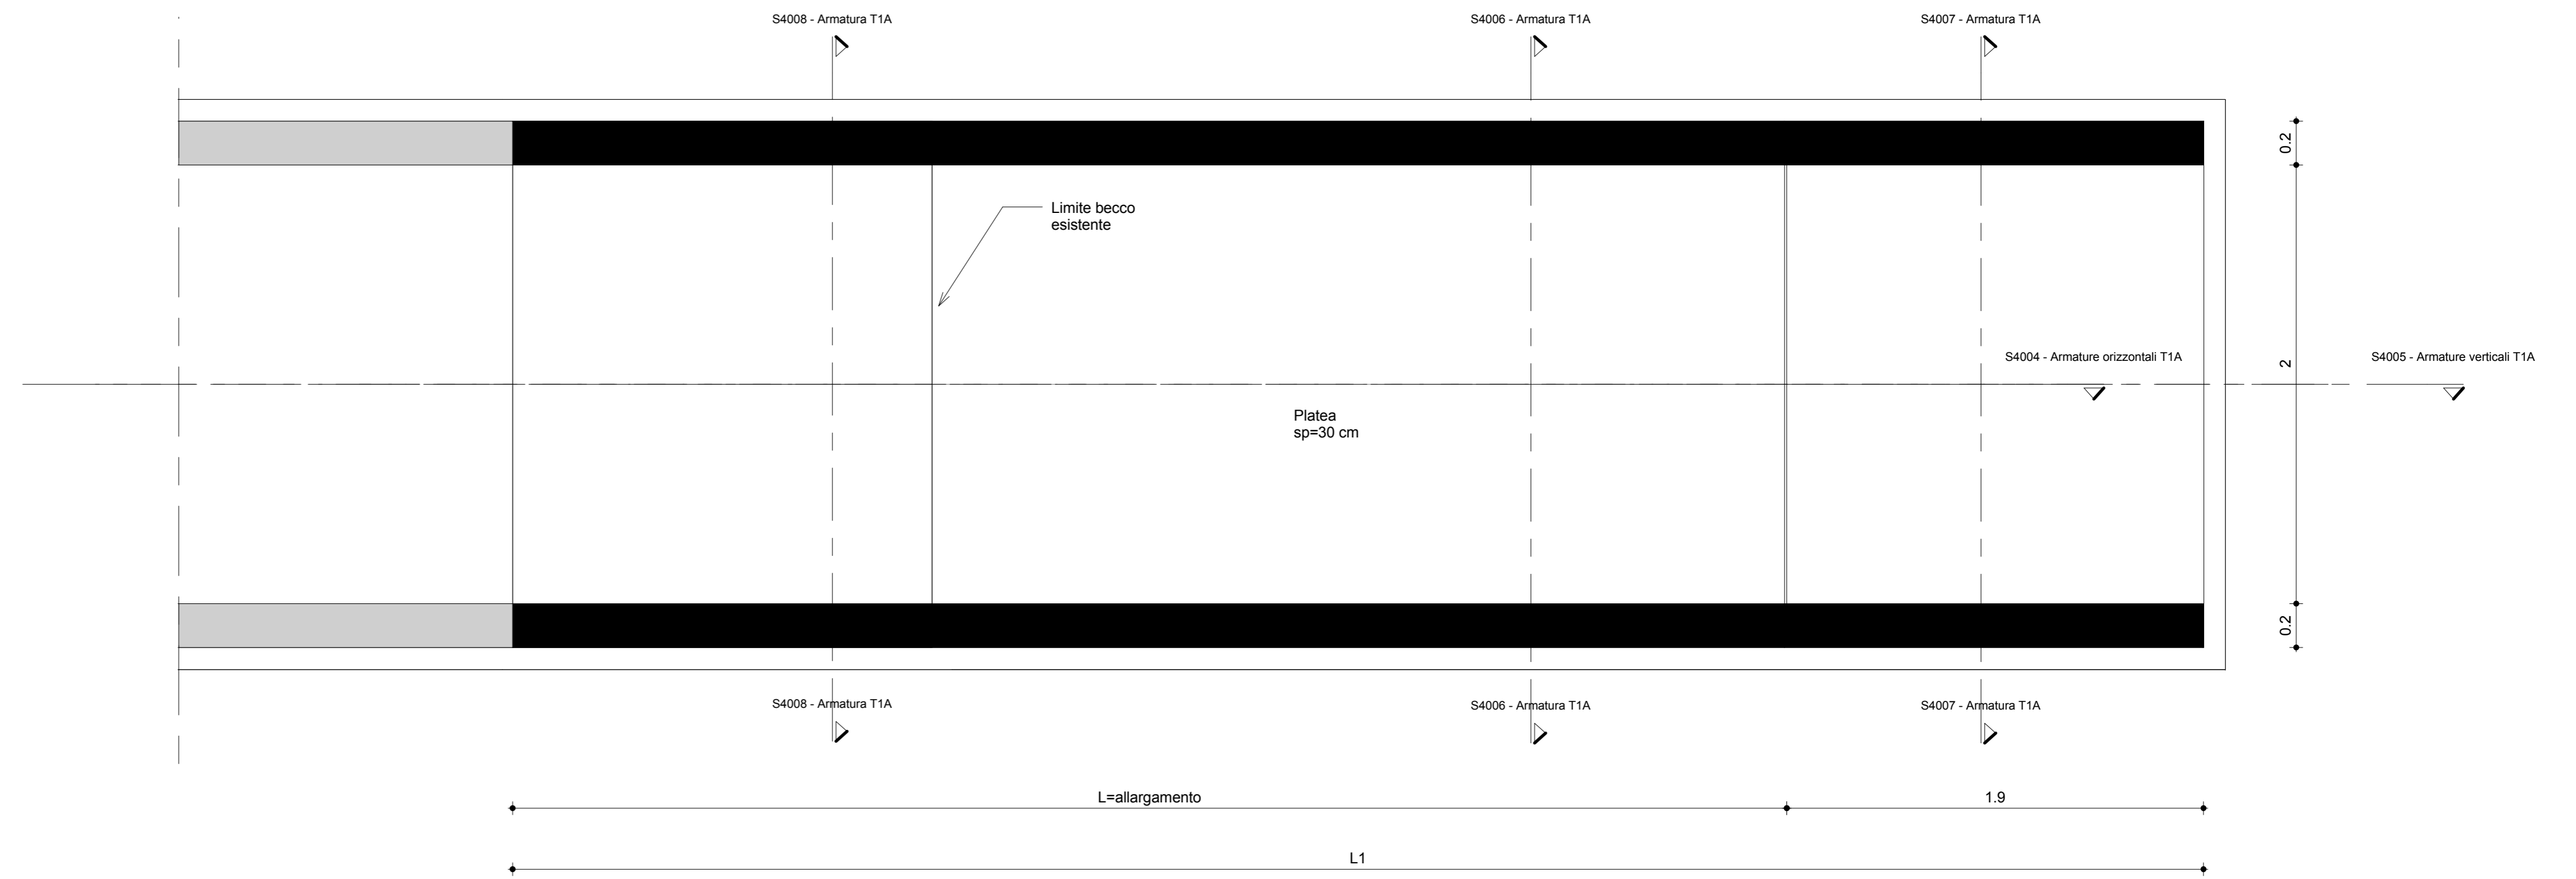 S4008 - Armatura T1A
S4006 - Armatura T1A
S4007 - Armatura T1A
0.2
Limite becco
esistente
S4004 - Armature orizzontali T1A
S4005 - Armature verticali T1A
2
Platea
sp=30 cm
0.2
S4008 - Armatura T1A
S4006 - Armatura T1A
S4007 - Armatura T1A
L=allargamento
1.9
L1